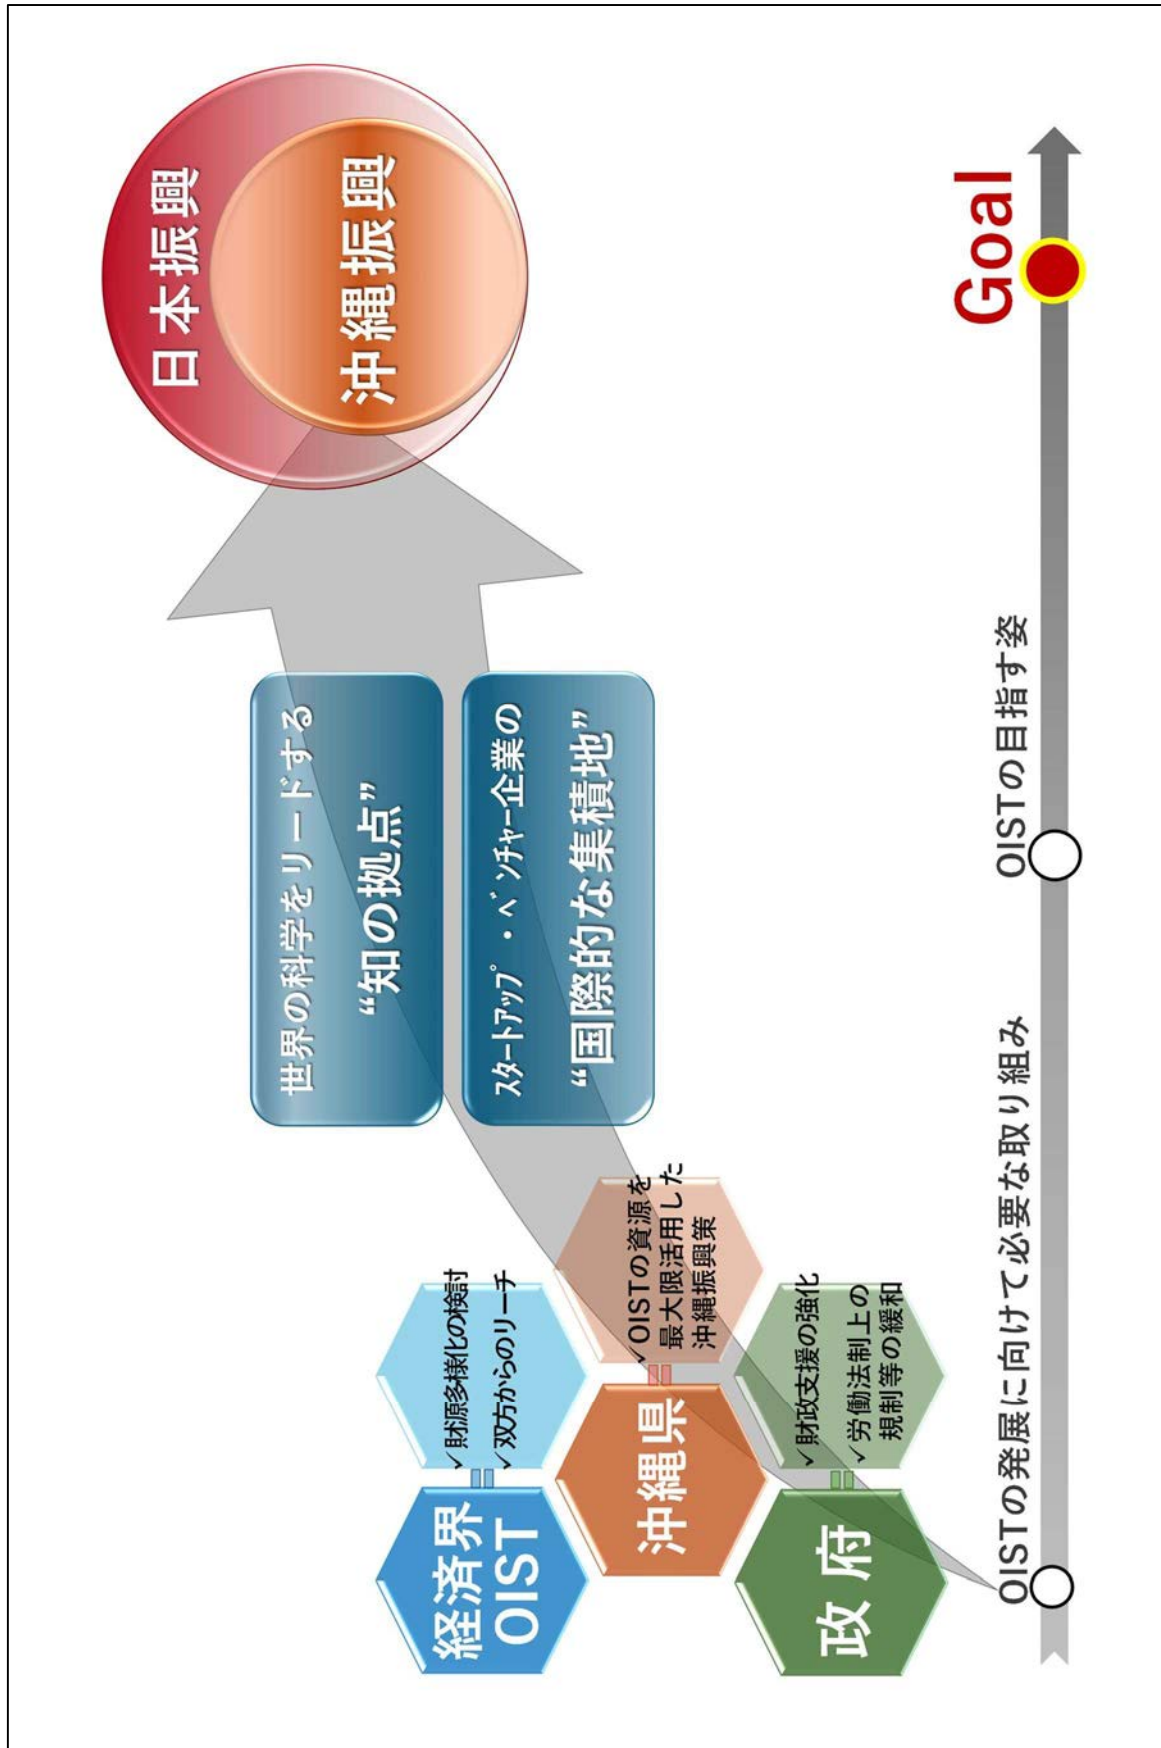 経済界
OIST
✓財源多様化の検討
✓双方からのリーチ
沖縄県
✓OISTの資源を
最大限活用した
沖縄振興策
政府
✓財政支援の強化
✓労働法制上の
規制等の緩和
世界の科学をリードする
“知の拠点”
スタートアップ・ベンチャー企業の
“国際的な集積地”
日本振興
沖縄振興
OISTの発展に向けて必要な取り組み
OISTの目指す姿
Goal